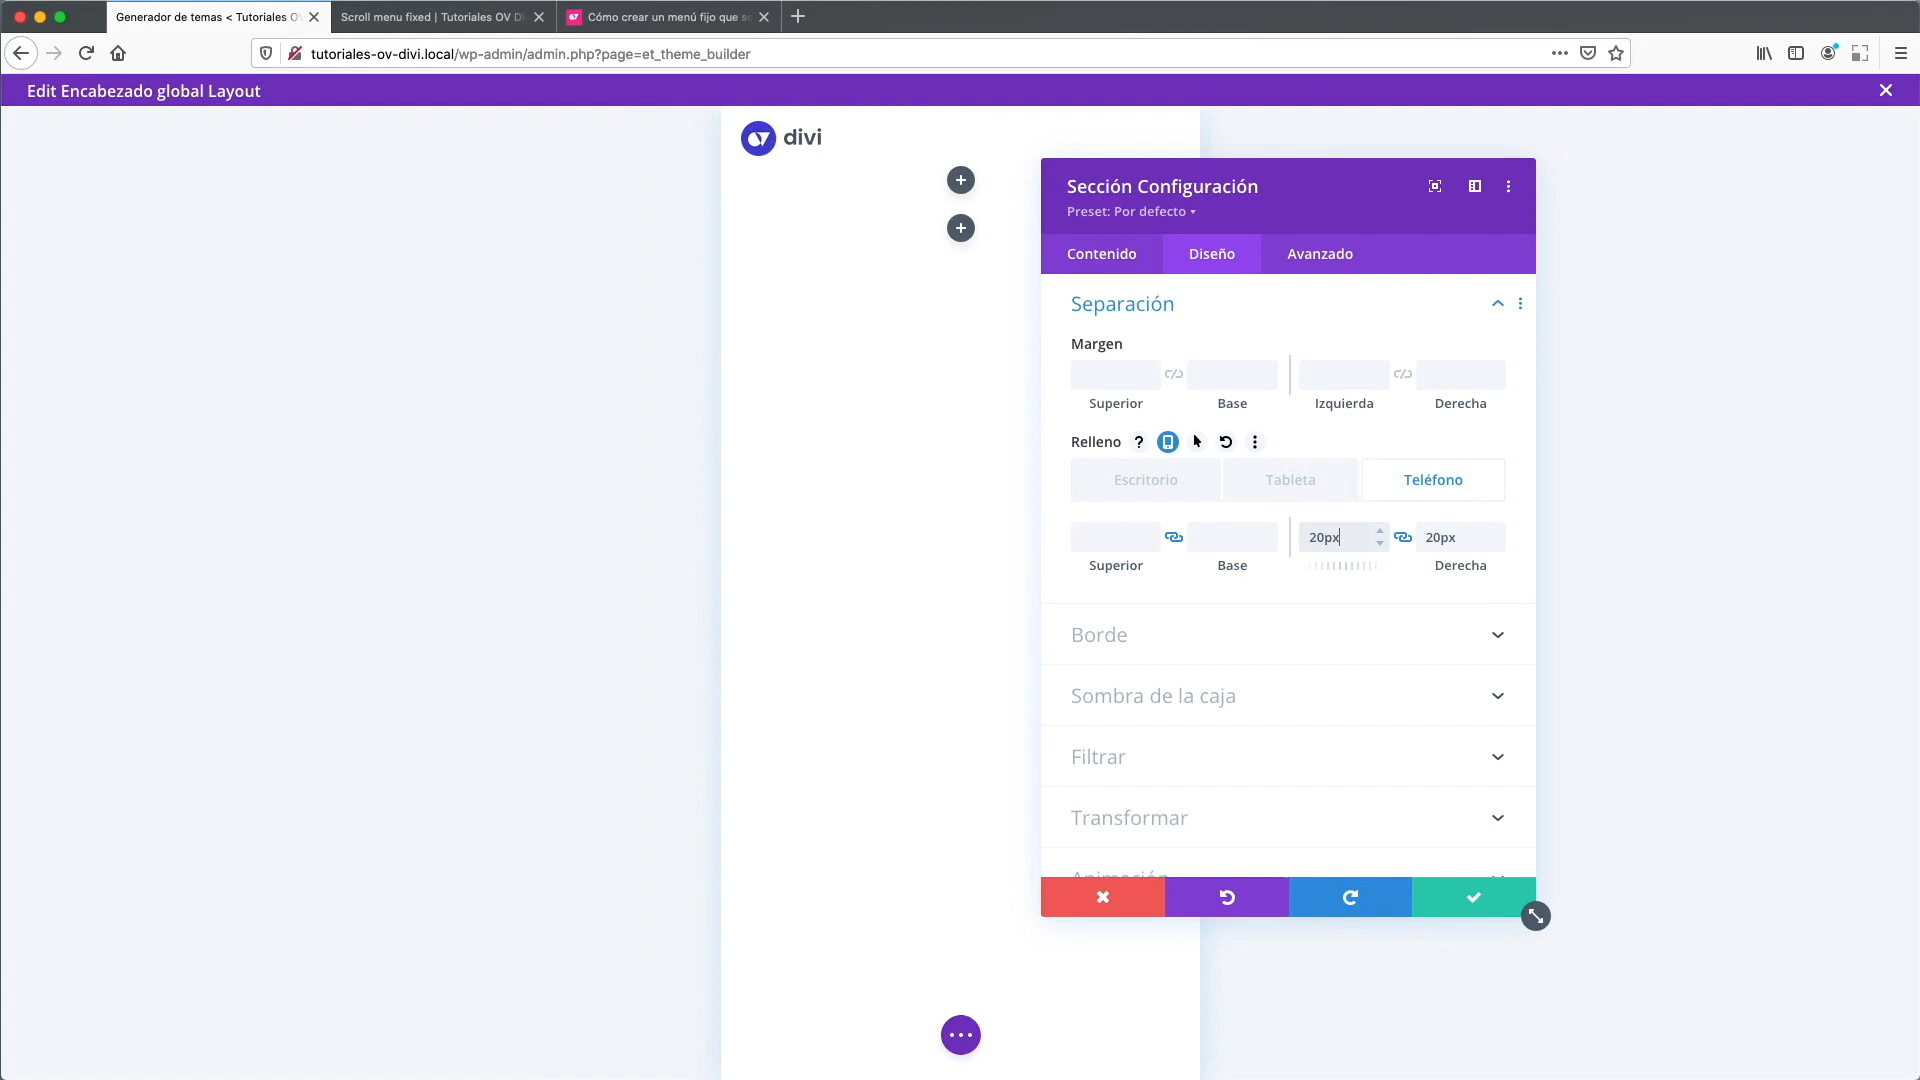 Generador de temas < Tutoriales O
Scroll menu fixed | Tutoriales OV Di
Cómo crear un menú fijo que s
tutoriales-ov-divi.local/wp-admin/admin.php?page=et_theme_builder
Edit Encabezado global Layout
divi
Sección Configuración
Preset: Por defecto
Contenido
Diseño
Avanzado
Separación
Margen
Superior
Base
Izquierda
Derecha
Relleno ?
Escritorio
Tableta
Teléfono
20px
20px
Superior
Base
Derecha
Borde
Sombra de la caja
Filtrar
Transformar
Animación